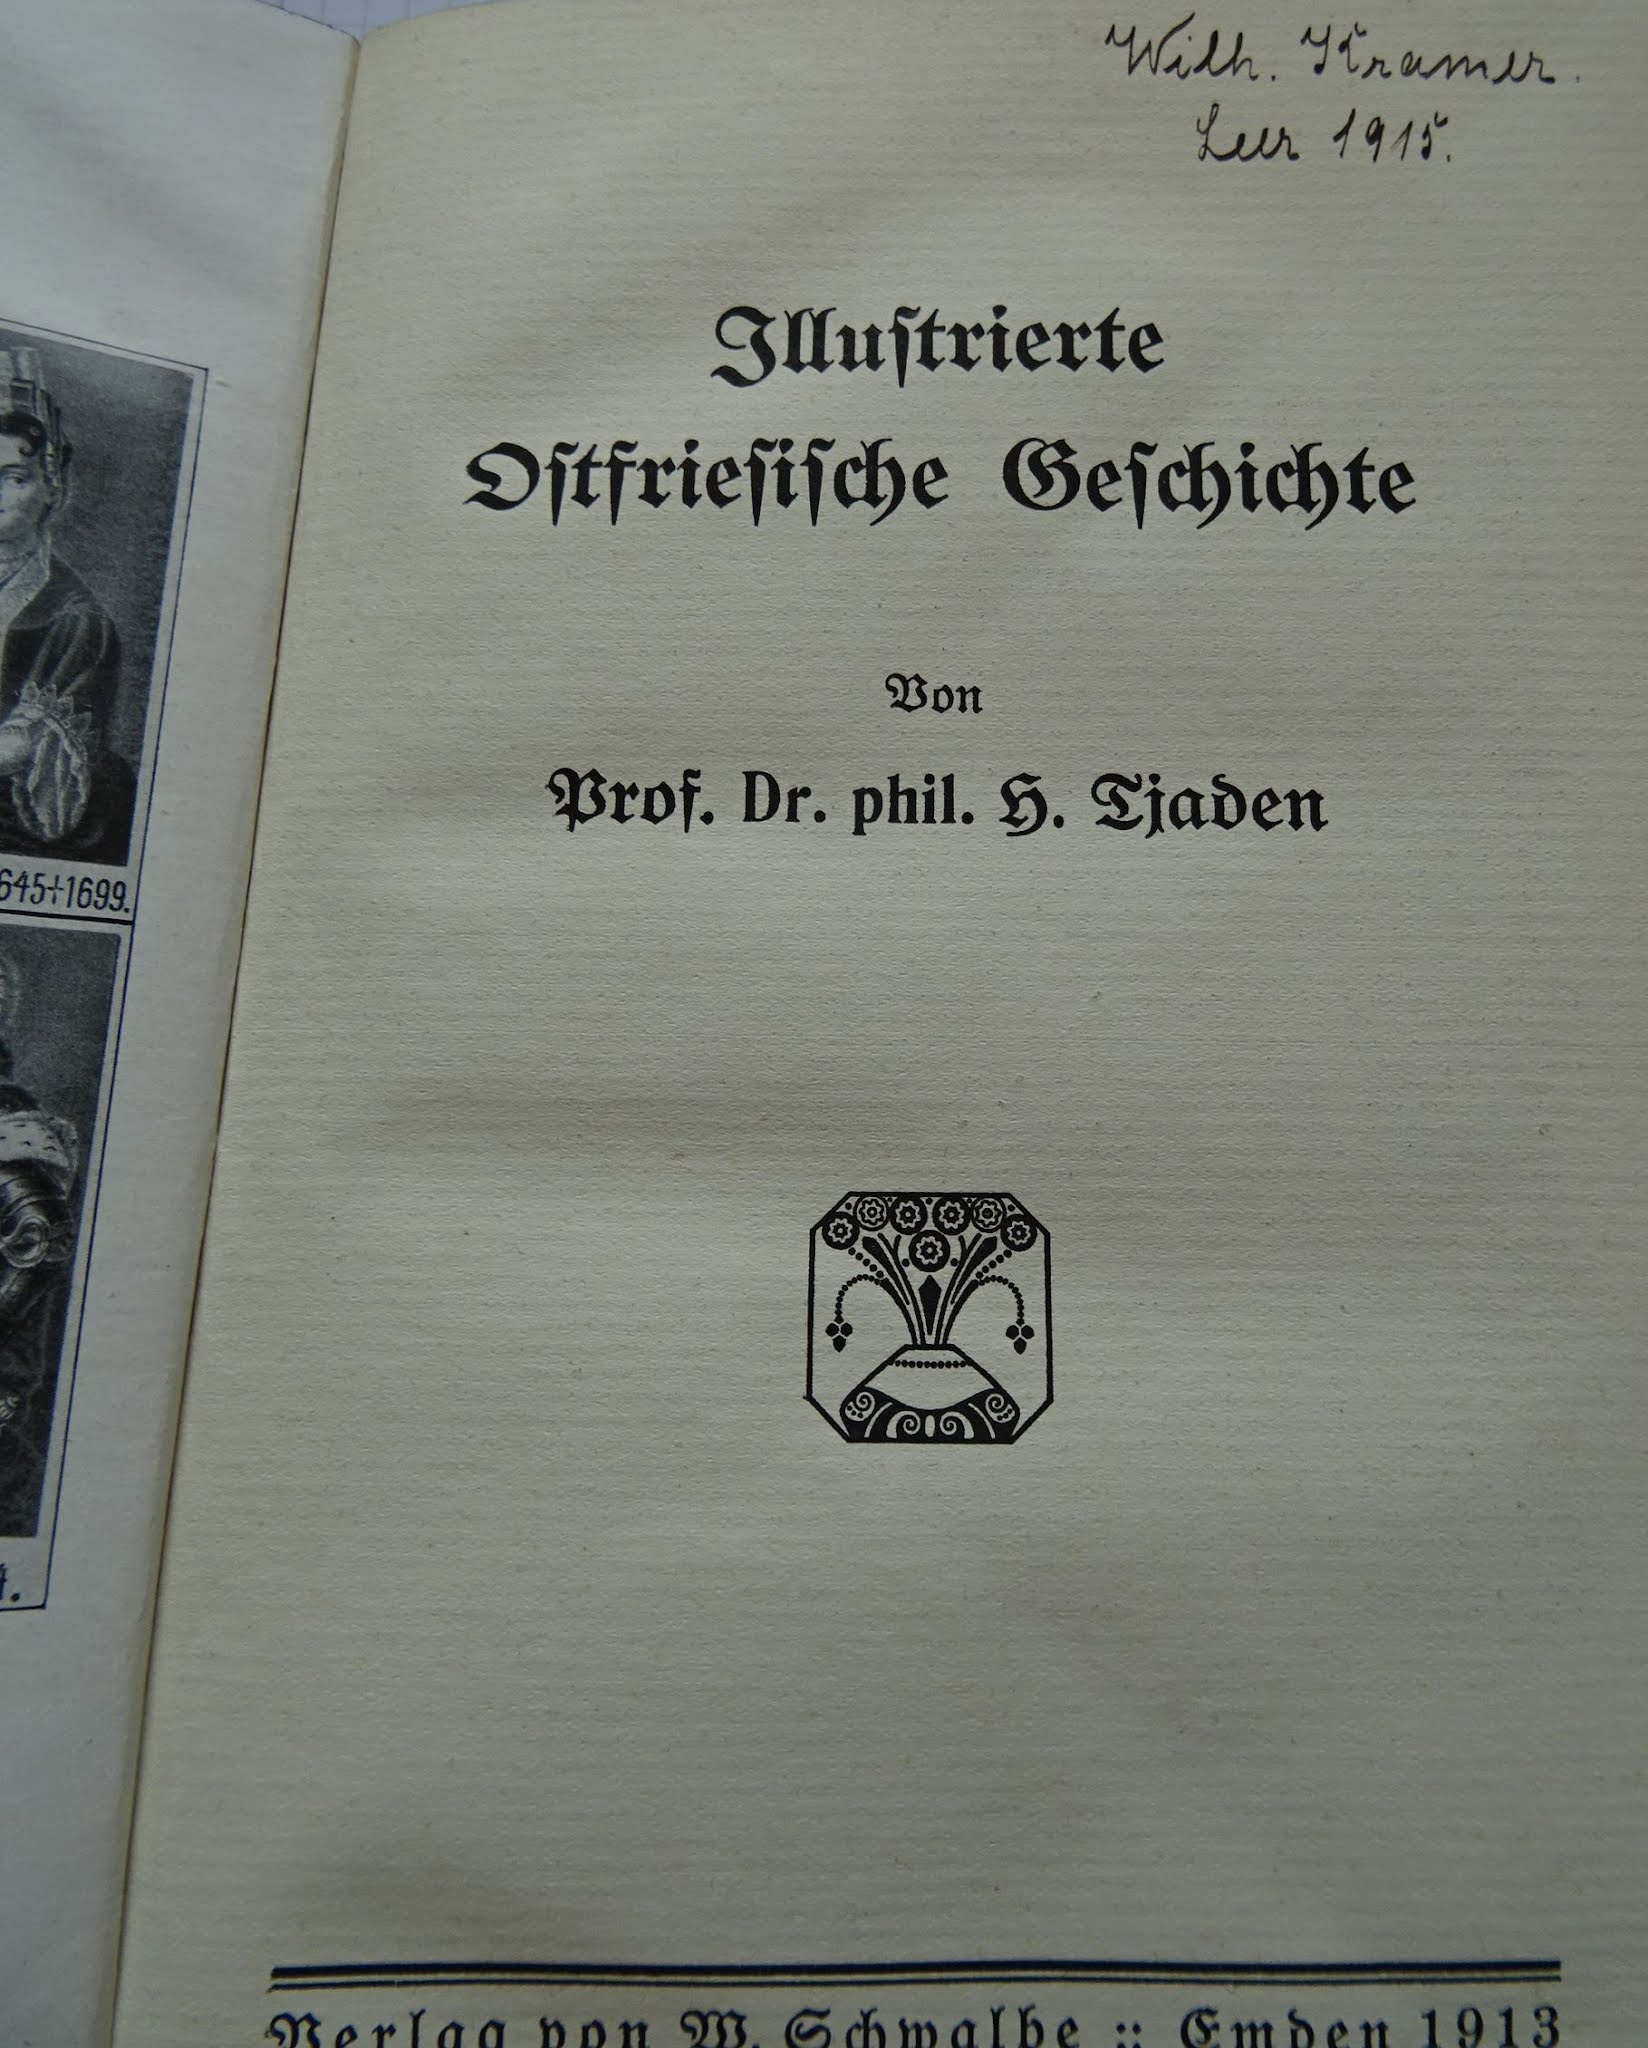 645+1699.
4.
Wilh. Kramer.
Leer 1915.
Illuſtrierte
Oſtfrieſiſche Geſchichte
Von
Prof. Dr. phil. H. Tjaden
Verlag von W. Schwalbe :: Emden 1913